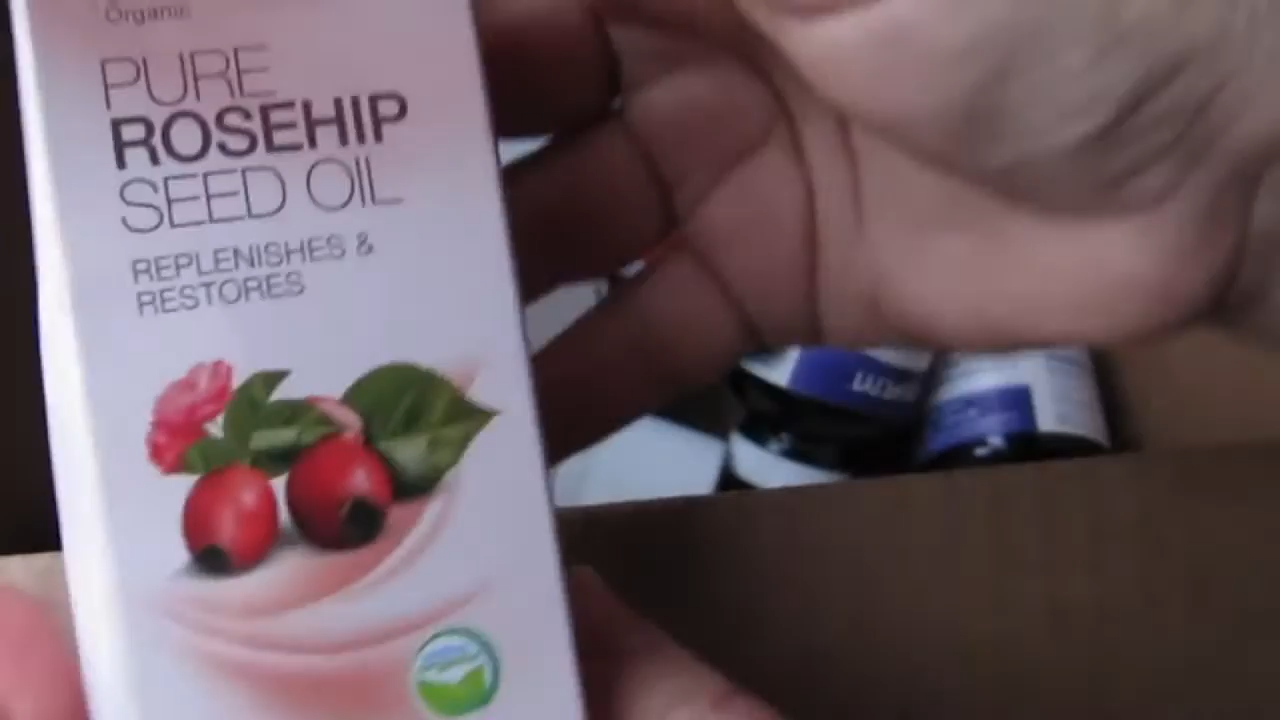 Organic
PURE
ROSEHIP
SEED OIL
REPLENISHES &
RESTORES